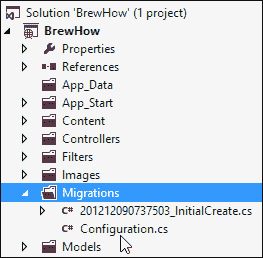 Solution 'BrewHow' (1 project)
BrewHow
Properties
References
App_Data
App_Start
Content
Controllers
Filters
Images
Migrations
C# 201212090737503_InitialCreate.cs
C# Configuration.cs
Models